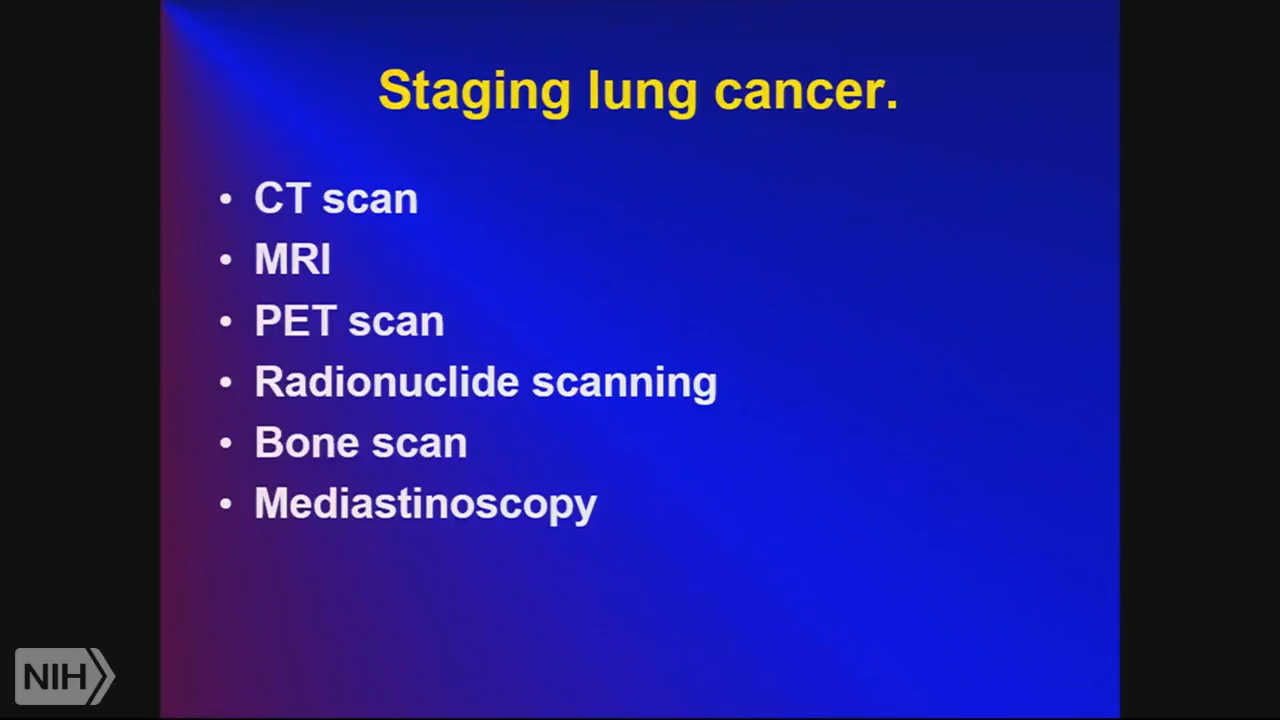 Staging lung cancer.
• CT scan
• MRI
• PET scan
• Radionuclide scanning
• Bone scan
• Mediastinoscopy
NIH